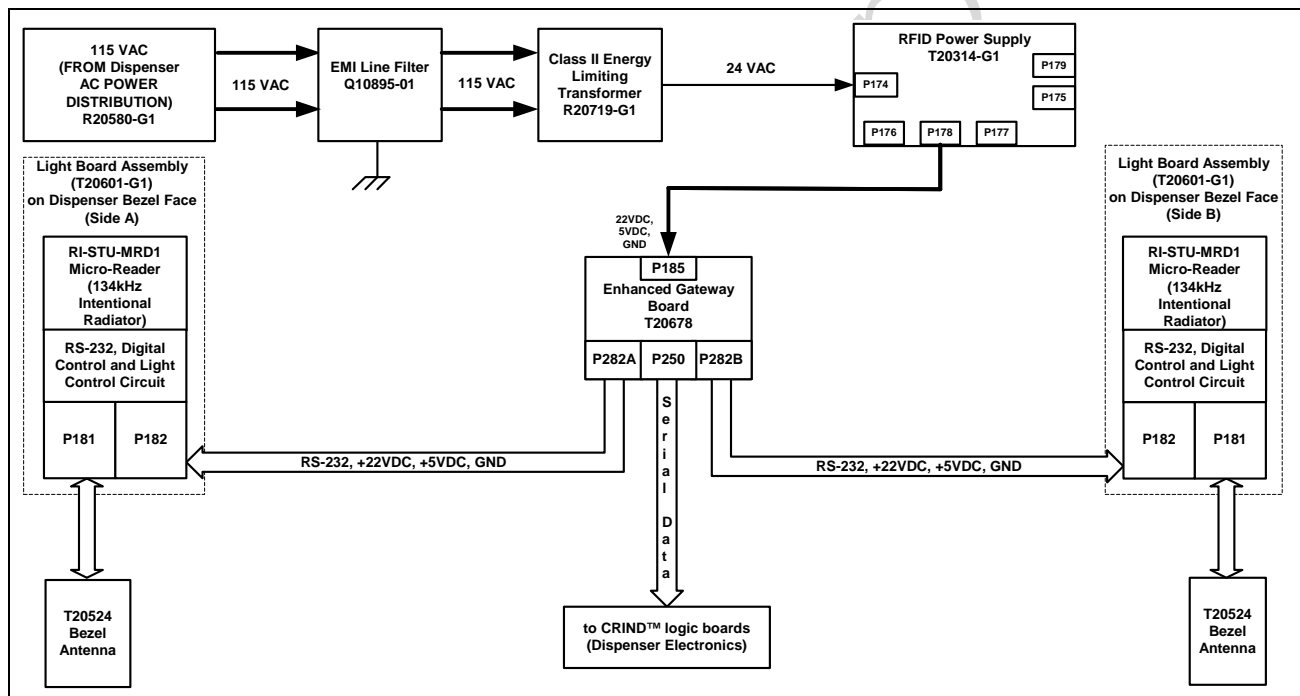 115 VAC
(FROM Dispenser
AC POWER
DISTRIBUTION)
R20580-G1
115 VAC
EMI Line Filter
Q10895-01
115 VAC
Class II Energy
Limiting
Transformer
R20719-G1
24 VAC
RFID Power Supply
T20314-G1
P179
P174
P175
P176
P178
P177
Light Board Assembly
(T20601-G1)
on Dispenser Bezel Face
(Side A)
RI-STU-MRD1
Micro-Reader
(134kHz
Intentional
Radiator)
RS-232, Digital
Control and Light
Control Circuit
P181
P182
22VDC,
5VDC,
GND
P185
Enhanced Gateway
Board
T20678
P282A
P250
P282B
Light Board Assembly
(T20601-G1)
on Dispenser Bezel Face
(Side B)
RI-STU-MRD1
Micro-Reader
(134kHz
Intentional
Radiator)
RS-232, Digital
Control and Light
Control Circuit
P182
P181
RS-232, +22VDC, +5VDC, GND
Serial Data
RS-232, +22VDC, +5VDC, GND
T20524
Bezel
Antenna
to CRIND™ logic boards
(Dispenser Electronics)
T20524
Bezel
Antenna